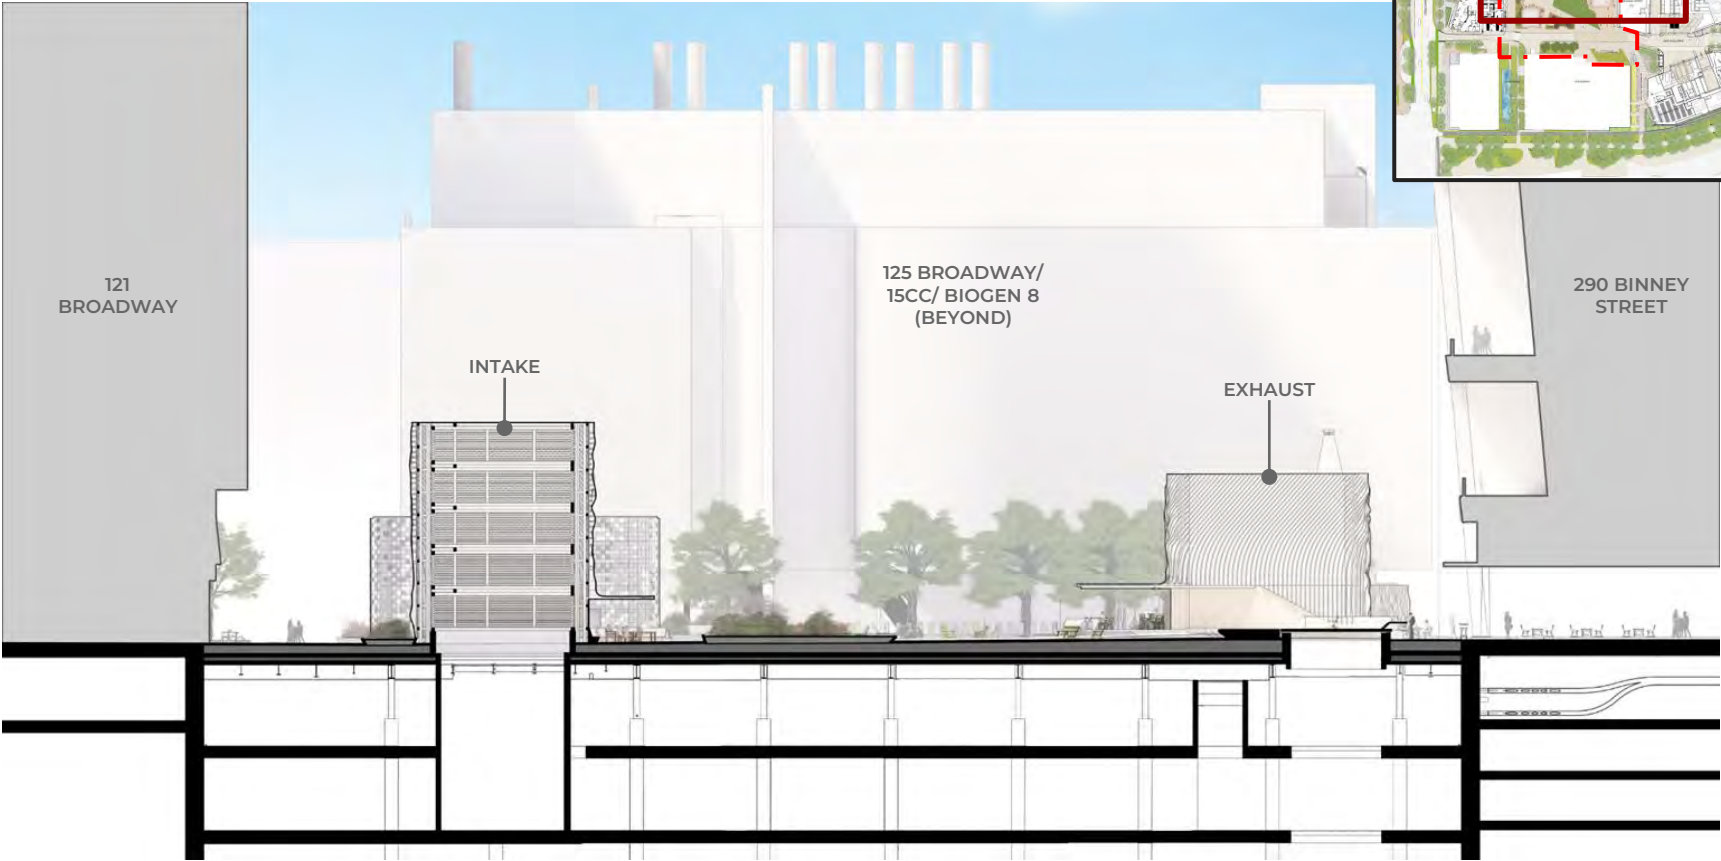 121
BROADWAY
125 BROADWAY/
15CC/ BIOGEN 8
(BEYOND)
290 BINNEY
STREET
INTAKE
EXHAUST